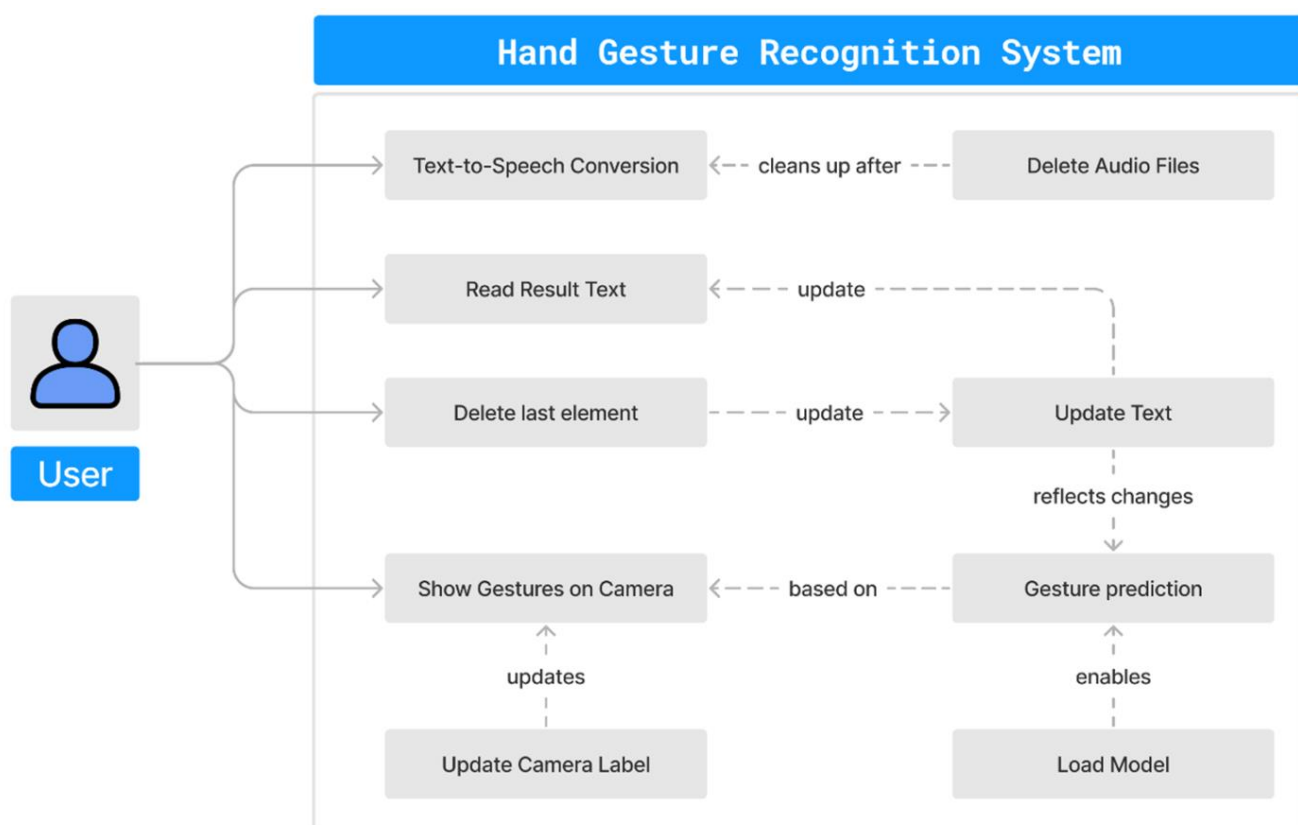 Hand Gesture Recognition System
Text-to-Speech Conversion
cleans up after
Delete Audio Files
Read Result Text
update
User
Delete last element
update
Update Text
reflects changes
Show Gestures on Camera
based on
Gesture prediction
updates
enables
Update Camera Label
Load Model